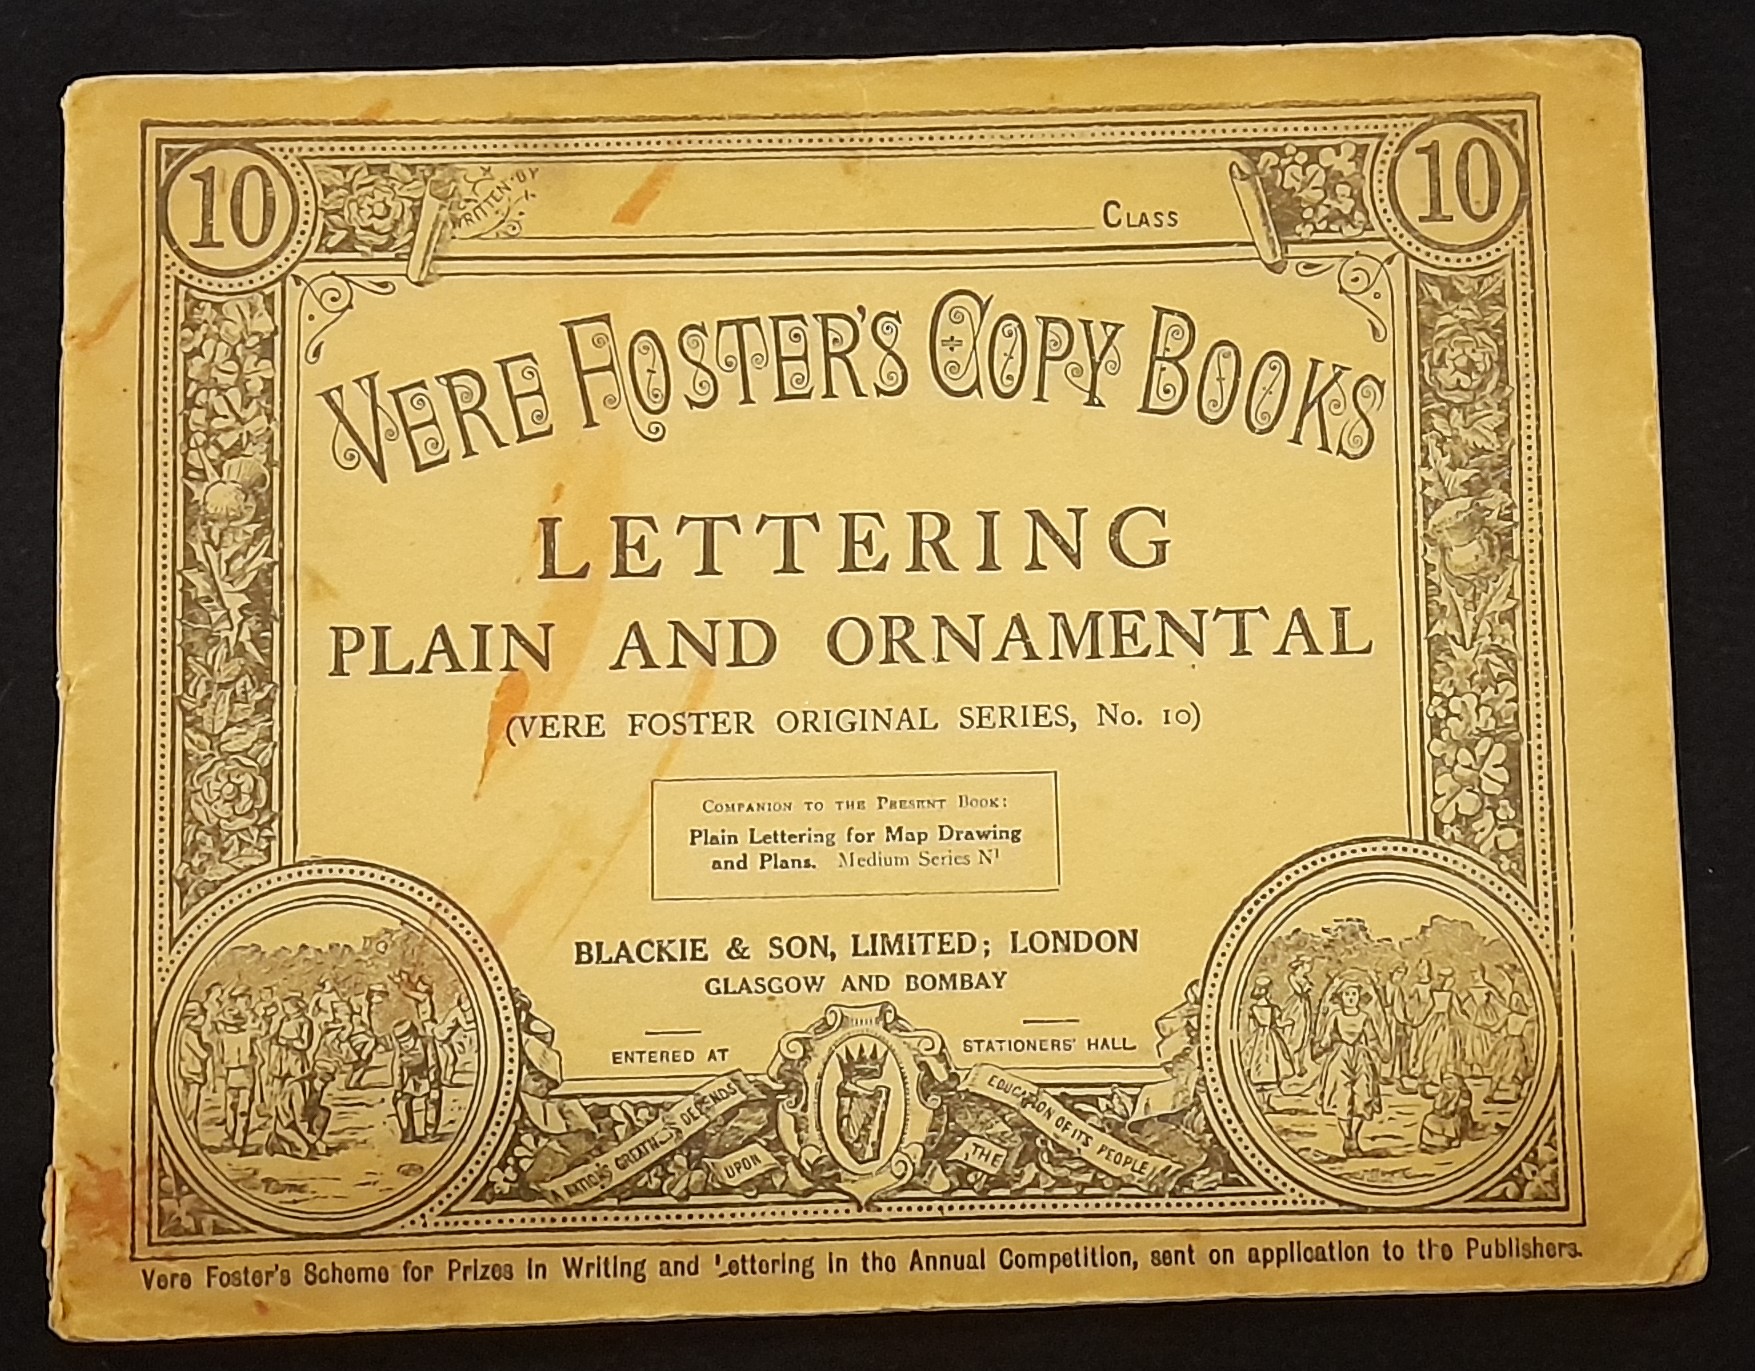 10 WRITTEN BY CLASS 10
VERE FOSTER'S COPY BOOKS
LETTERING
PLAIN AND ORNAMENTAL
(VERE FOSTER ORIGINAL SERIES, No. 10)
COMPANION TO THE PRESENT BOOK:
Plain Lettering for Map Drawing
and Plans. Medium Series N¹
BLACKIE & SON, LIMITED; LONDON
GLASGOW AND BOMBAY
ENTERED AT STATIONERS' HALL
A NATION'S GREATNESS DEPENDS UPON THE EDUCATION OF ITS PEOPLE!
Vere Foster's Scheme for Prizes in Writing and Lettering in the Annual Competition, sent on application to the Publishers.